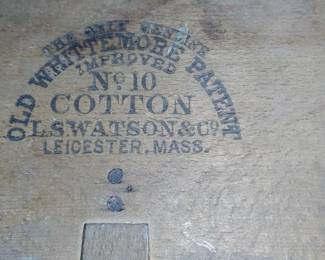 THE ONLY GENUINE
OLD WHITTEMORE PATENT
IMPROVED
No 10
COTTON
L.S. WATSON & Co
LEICESTER, MASS.